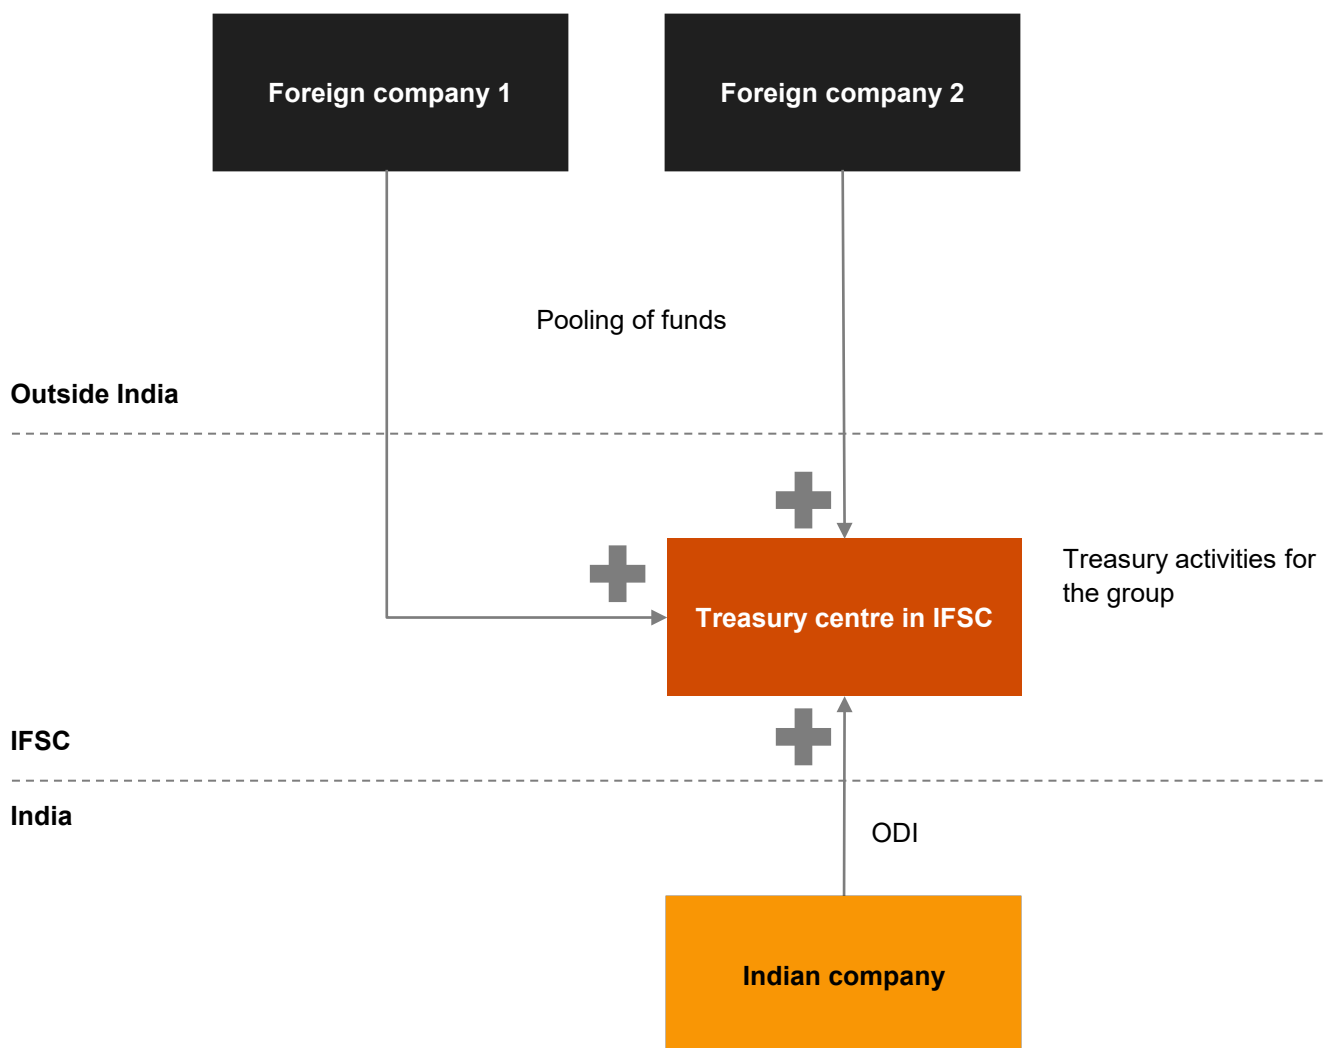 Foreign company 1
Foreign company 2
Pooling of funds
Outside India
Treasury activities for
the group
Treasury centre in IFSC
IFSC
India
ODI
Indian company